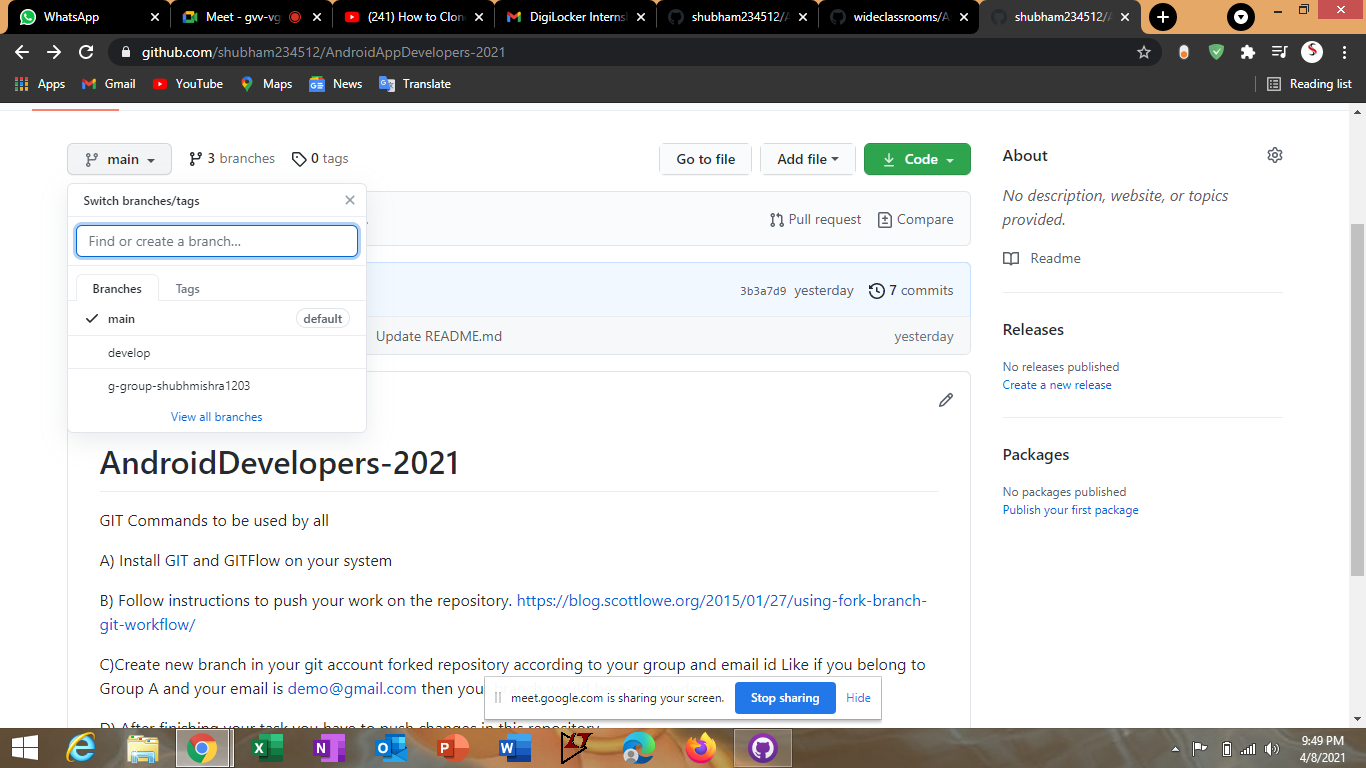 WhatsApp
Meet - gvv-vg
(241) How to Clon
DigiLocker Interns
shubham234512/A
wideclassrooms/A
shubham234512/A
github.com/shubham234512/AndroidAppDevelopers-2021
Apps
Gmail
YouTube
Maps
News
Translate
Reading list
main
3 branches
0 tags
Go to file
Add file
Code
Switch branches/tags
Find or create a branch...
Branches
Tags
main
default
develop
g-group-shubhmishra1203
View all branches
Pull request
Compare
3b3a7d9 yesterday
7 commits
Update README.md
yesterday
AndroidDevelopers-2021
GIT Commands to be used by all
A) Install GIT and GITFlow on your system
B) Follow instructions to push your work on the repository. https://blog.scottlowe.org/2015/01/27/using-fork-branch-
git-workflow/
C)Create new branch in your git account forked repository according to your group and email id Like if you belong to
Group A and your email is demo@gmail.com then you
D) After finishing your task you have to push changes in this repository
About
No description, website, or topics
provided.
Readme
Releases
No releases published
Create a new release
Packages
No packages published
Publish your first package
meet.google.com is sharing your screen.
Stop sharing
Hide
9:49 PM
4/8/2021